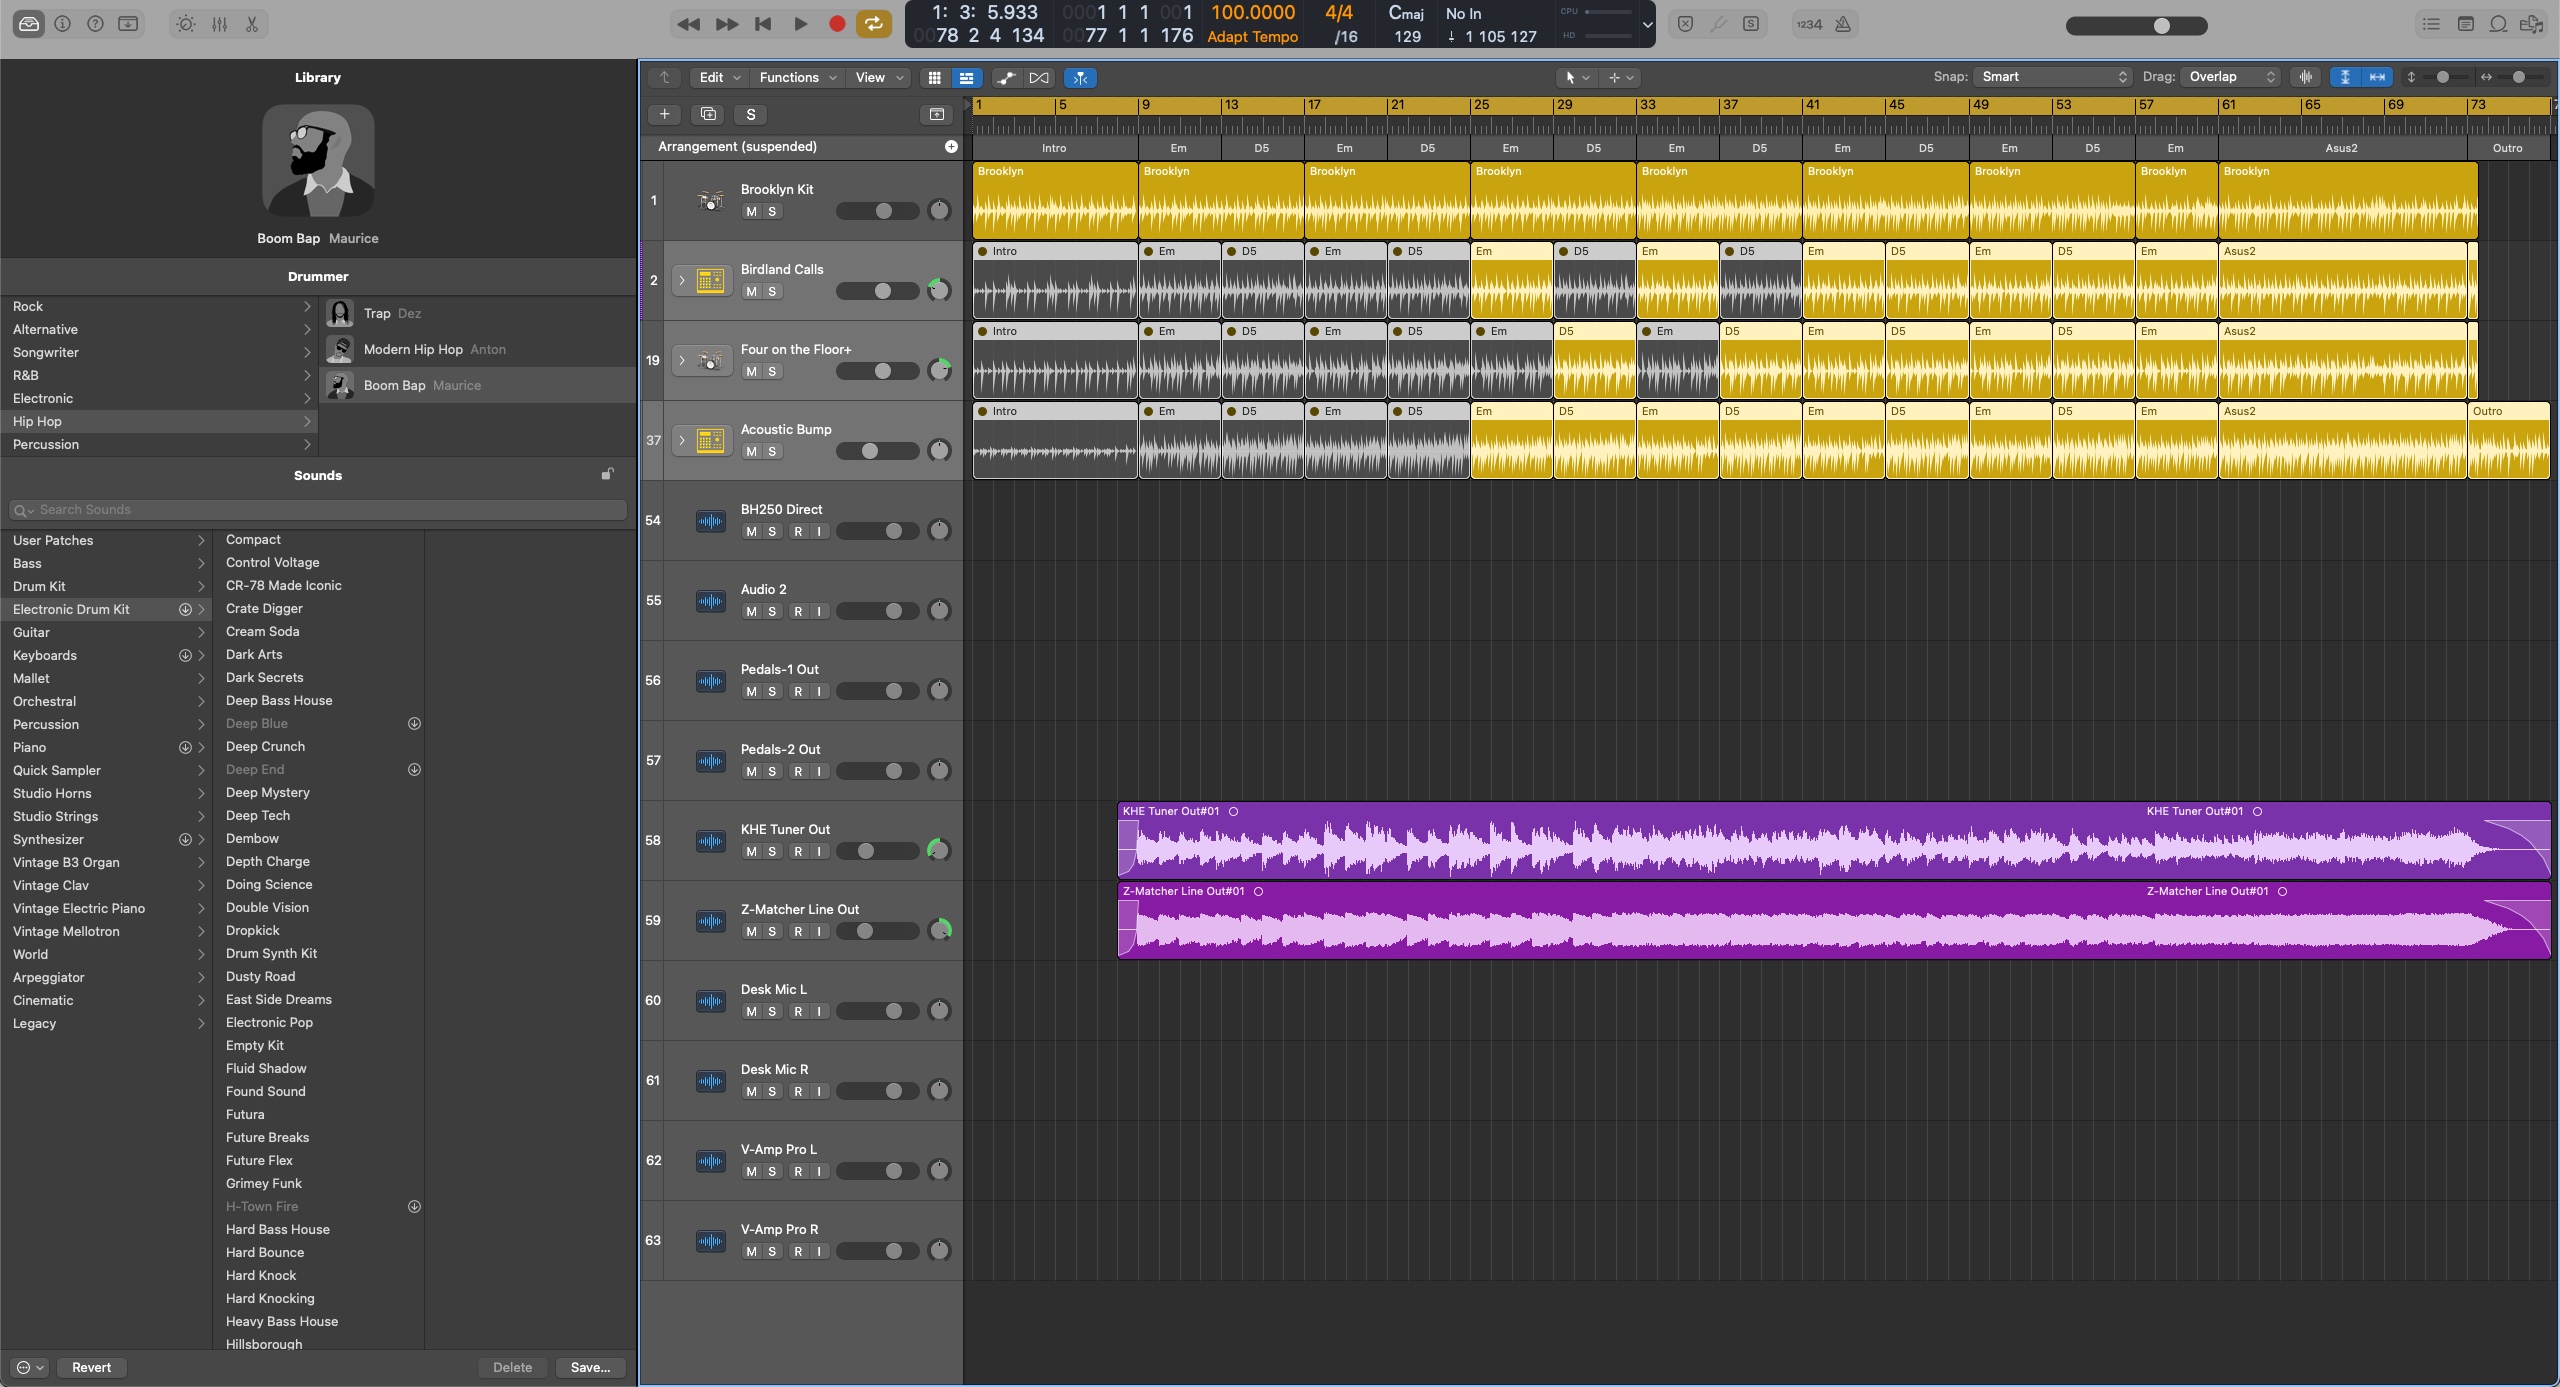 1: 3: 5.933
0078 2 4 134
0001 1 1 001
0077 1 1 176
100.0000
Adapt Tempo
4/4
/16
Cmaj
129
No In
1 105 127
CPU
HD
S
1234
Library
Boom Bap Maurice
Drummer
Rock
Alternative
Songwriter
R&B
Electronic
Hip Hop
Percussion
Trap Dez
Modern Hip Hop Anton
Boom Bap Maurice
Sounds
Search Sounds
User Patches
Bass
Drum Kit
Electronic Drum Kit
Guitar
Keyboards
Mallet
Orchestral
Percussion
Piano
Quick Sampler
Studio Horns
Studio Strings
Synthesizer
Vintage B3 Organ
Vintage Clav
Vintage Electric Piano
Vintage Mellotron
World
Arpeggiator
Cinematic
Legacy
Compact
Control Voltage
CR-78 Made Iconic
Crate Digger
Cream Soda
Dark Arts
Dark Secrets
Deep Bass House
Deep Blue
Deep Crunch
Deep End
Deep Mystery
Deep Tech
Dembow
Depth Charge
Doing Science
Double Vision
Dropkick
Drum Synth Kit
Dusty Road
East Side Dreams
Electronic Pop
Empty Kit
Fluid Shadow
Found Sound
Futura
Future Breaks
Future Flex
Grimey Funk
H-Town Fire
Hard Bass House
Hard Bounce
Hard Knock
Hard Knocking
Heavy Bass House
Hillsborough
Revert
Delete
Save...
Edit Functions View
Snap: Smart Drag: Overlap
S
1 5 9 13 17 21 25 29 33 37 41 45 49 53 57 61 65 69 73
Arrangement (suspended)
Intro Em D5 Em D5 Em D5 Em D5 Em D5 Em D5 Em Asus2 Outro
1 Brooklyn Kit
M S
Brooklyn Brooklyn Brooklyn Brooklyn Brooklyn Brooklyn Brooklyn Brooklyn Brooklyn
2 Birdland Calls
M S
Intro Em D5 Em D5 Em D5 Em D5 Em D5 Em D5 Em Asus2
19 Four on the Floor+
M S
Intro Em D5 Em D5 Em D5 Em D5 Em D5 Em D5 Em Asus2
37 Acoustic Bump
M S
Intro Em D5 Em D5 Em D5 Em D5 Em D5 Em D5 Em Asus2 Outro
54 BH250 Direct
M S R I
55 Audio 2
M S R I
56 Pedals-1 Out
M S R I
57 Pedals-2 Out
M S R I
58 KHE Tuner Out
M S R I
KHE Tuner Out#01 KHE Tuner Out#01
59 Z-Matcher Line Out
M S R I
Z-Matcher Line Out#01 Z-Matcher Line Out#01
60 Desk Mic L
M S R I
61 Desk Mic R
M S R I
62 V-Amp Pro L
M S R I
63 V-Amp Pro R
M S R I